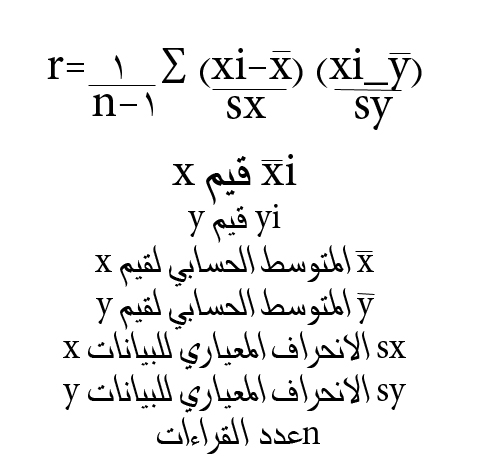 r= ١/n-١ Σ (xi-x̅/sx) (xi_y̅/sy)
x̅i قيم x
yi قيم y
x̅ المتوسط الحسابي لقيم x
y̅ المتوسط الحسابي لقيم y
sx الانحراف المعياري للبيانات x
sy الانحراف المعياري للبيانات y
nعدد القراءات